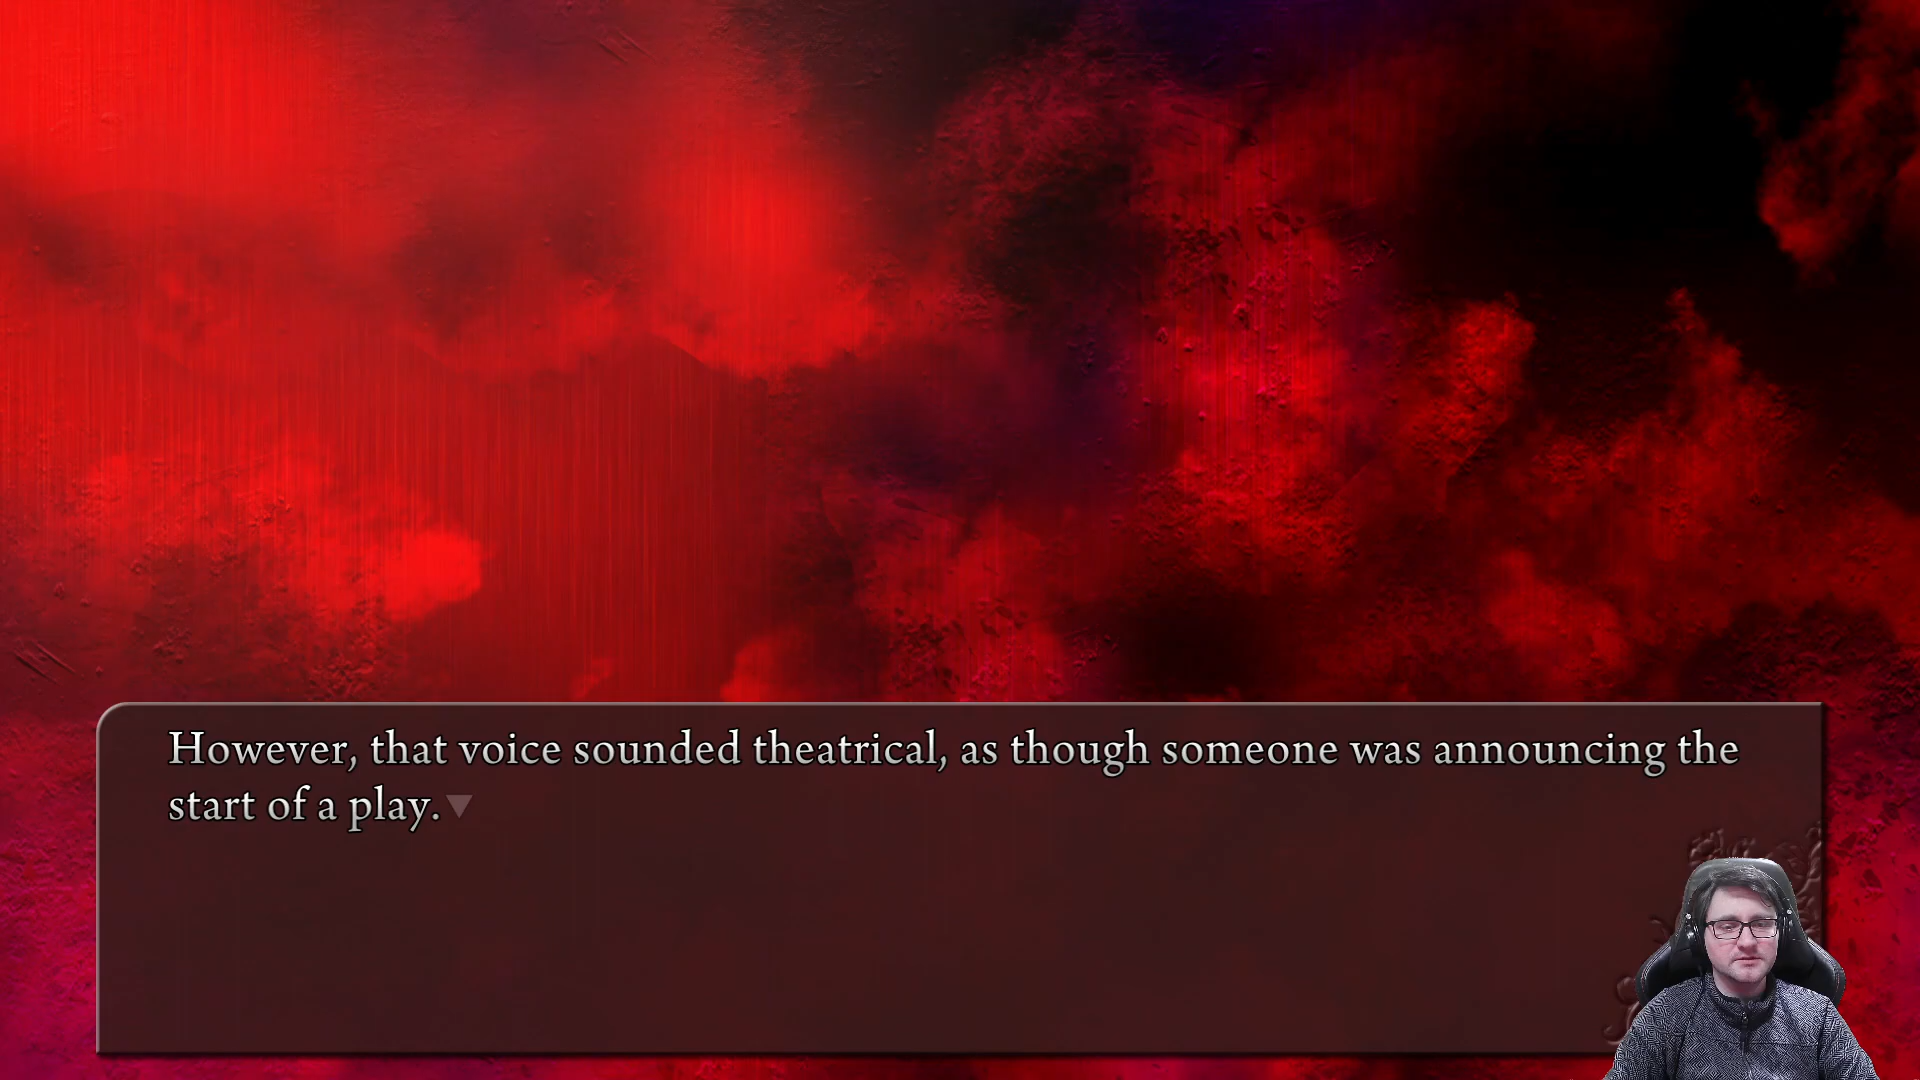 However, that voice sounded theatrical, as though someone was announcing the
start of a play.